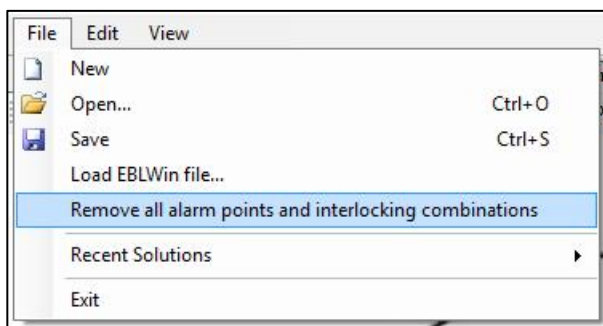 File Edit View
New
Open... Ctrl+O
Save Ctrl+S
Load EBLWin file...
Remove all alarm points and interlocking combinations
Recent Solutions
Exit